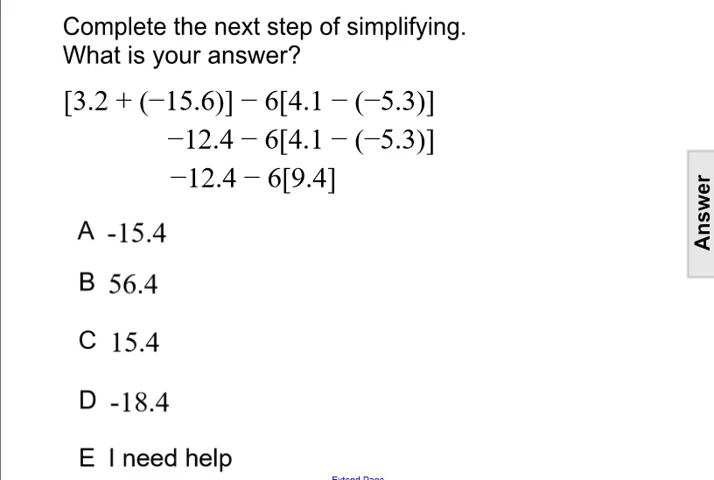 Complete the next step of simplifying.
What is your answer?
[3.2 + (−15.6)] − 6[4.1 − (−5.3)]
−12.4 − 6[4.1 − (−5.3)]
−12.4 − 6[9.4]
A -15.4
B 56.4
C 15.4
D -18.4
E I need help
Answer
Extend Page